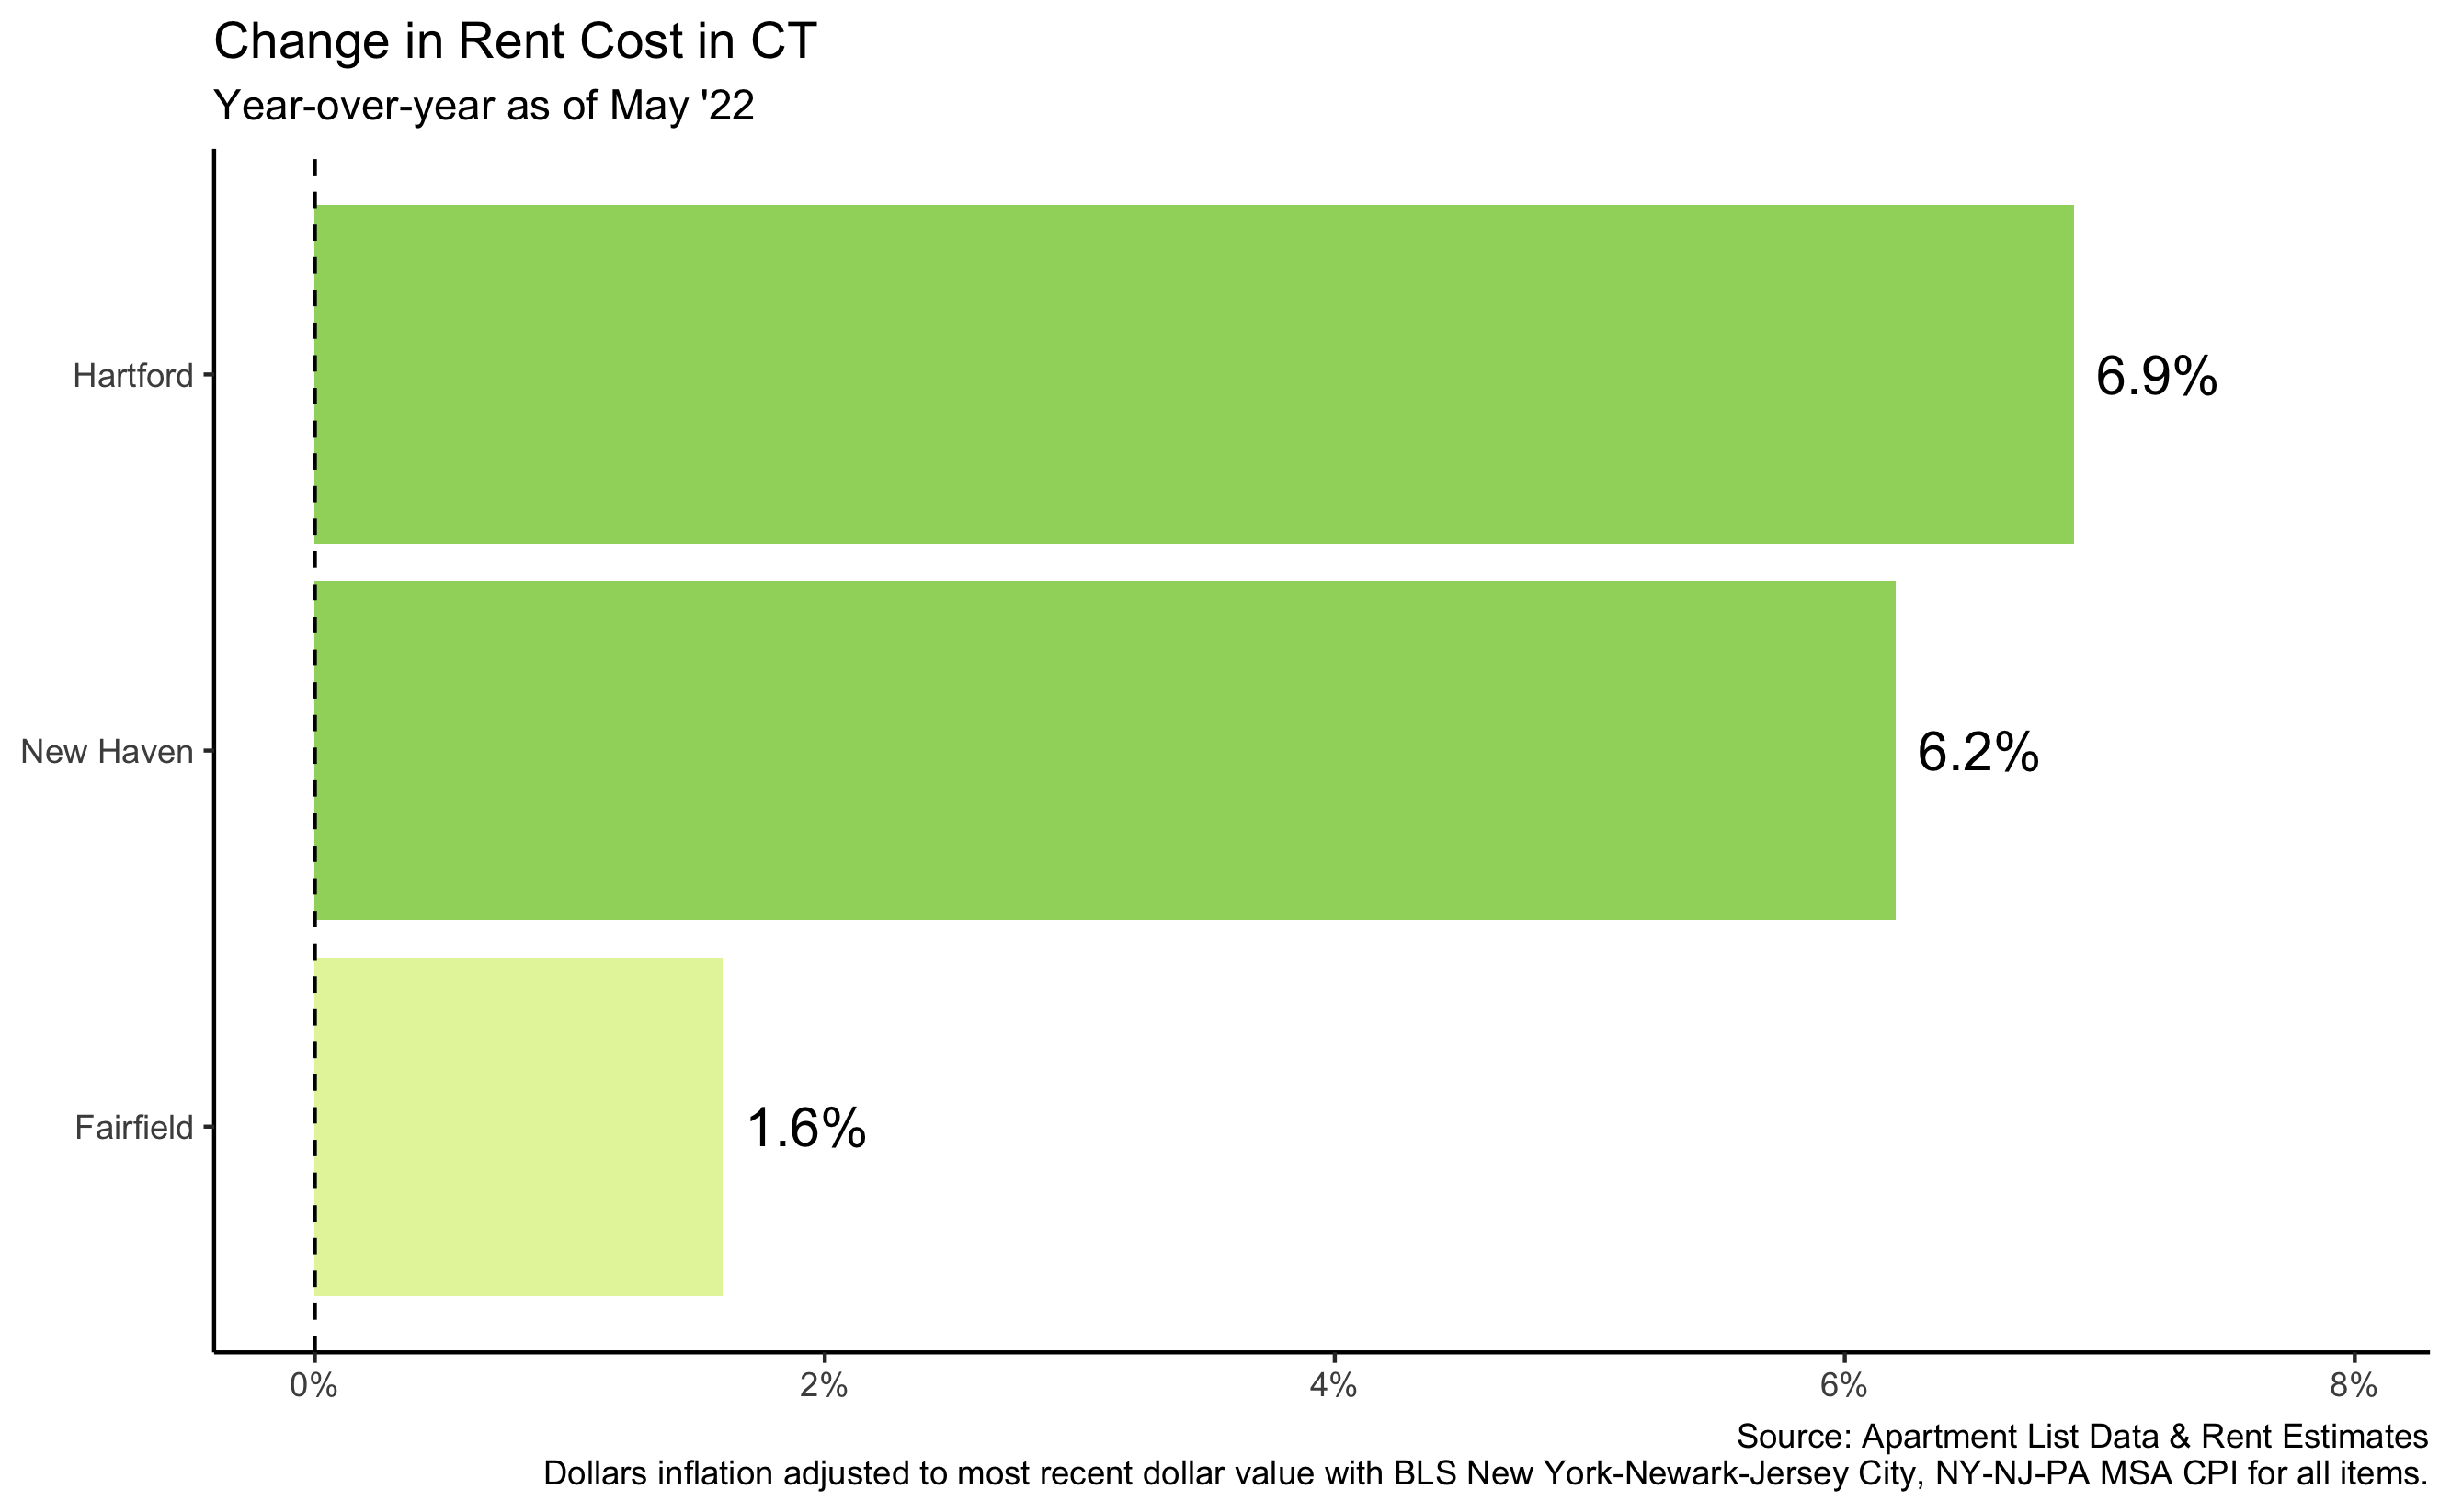 Change in Rent Cost in CT
Year-over-year as of May '22
Hartford
6.9%
New Haven
6.2%
Fairfield
1.6%
0%
2%
4%
6%
8%
Source: Apartment List Data & Rent Estimates
Dollars inflation adjusted to most recent dollar value with BLS New York-Newark-Jersey City, NY-NJ-PA MSA CPI for all items.